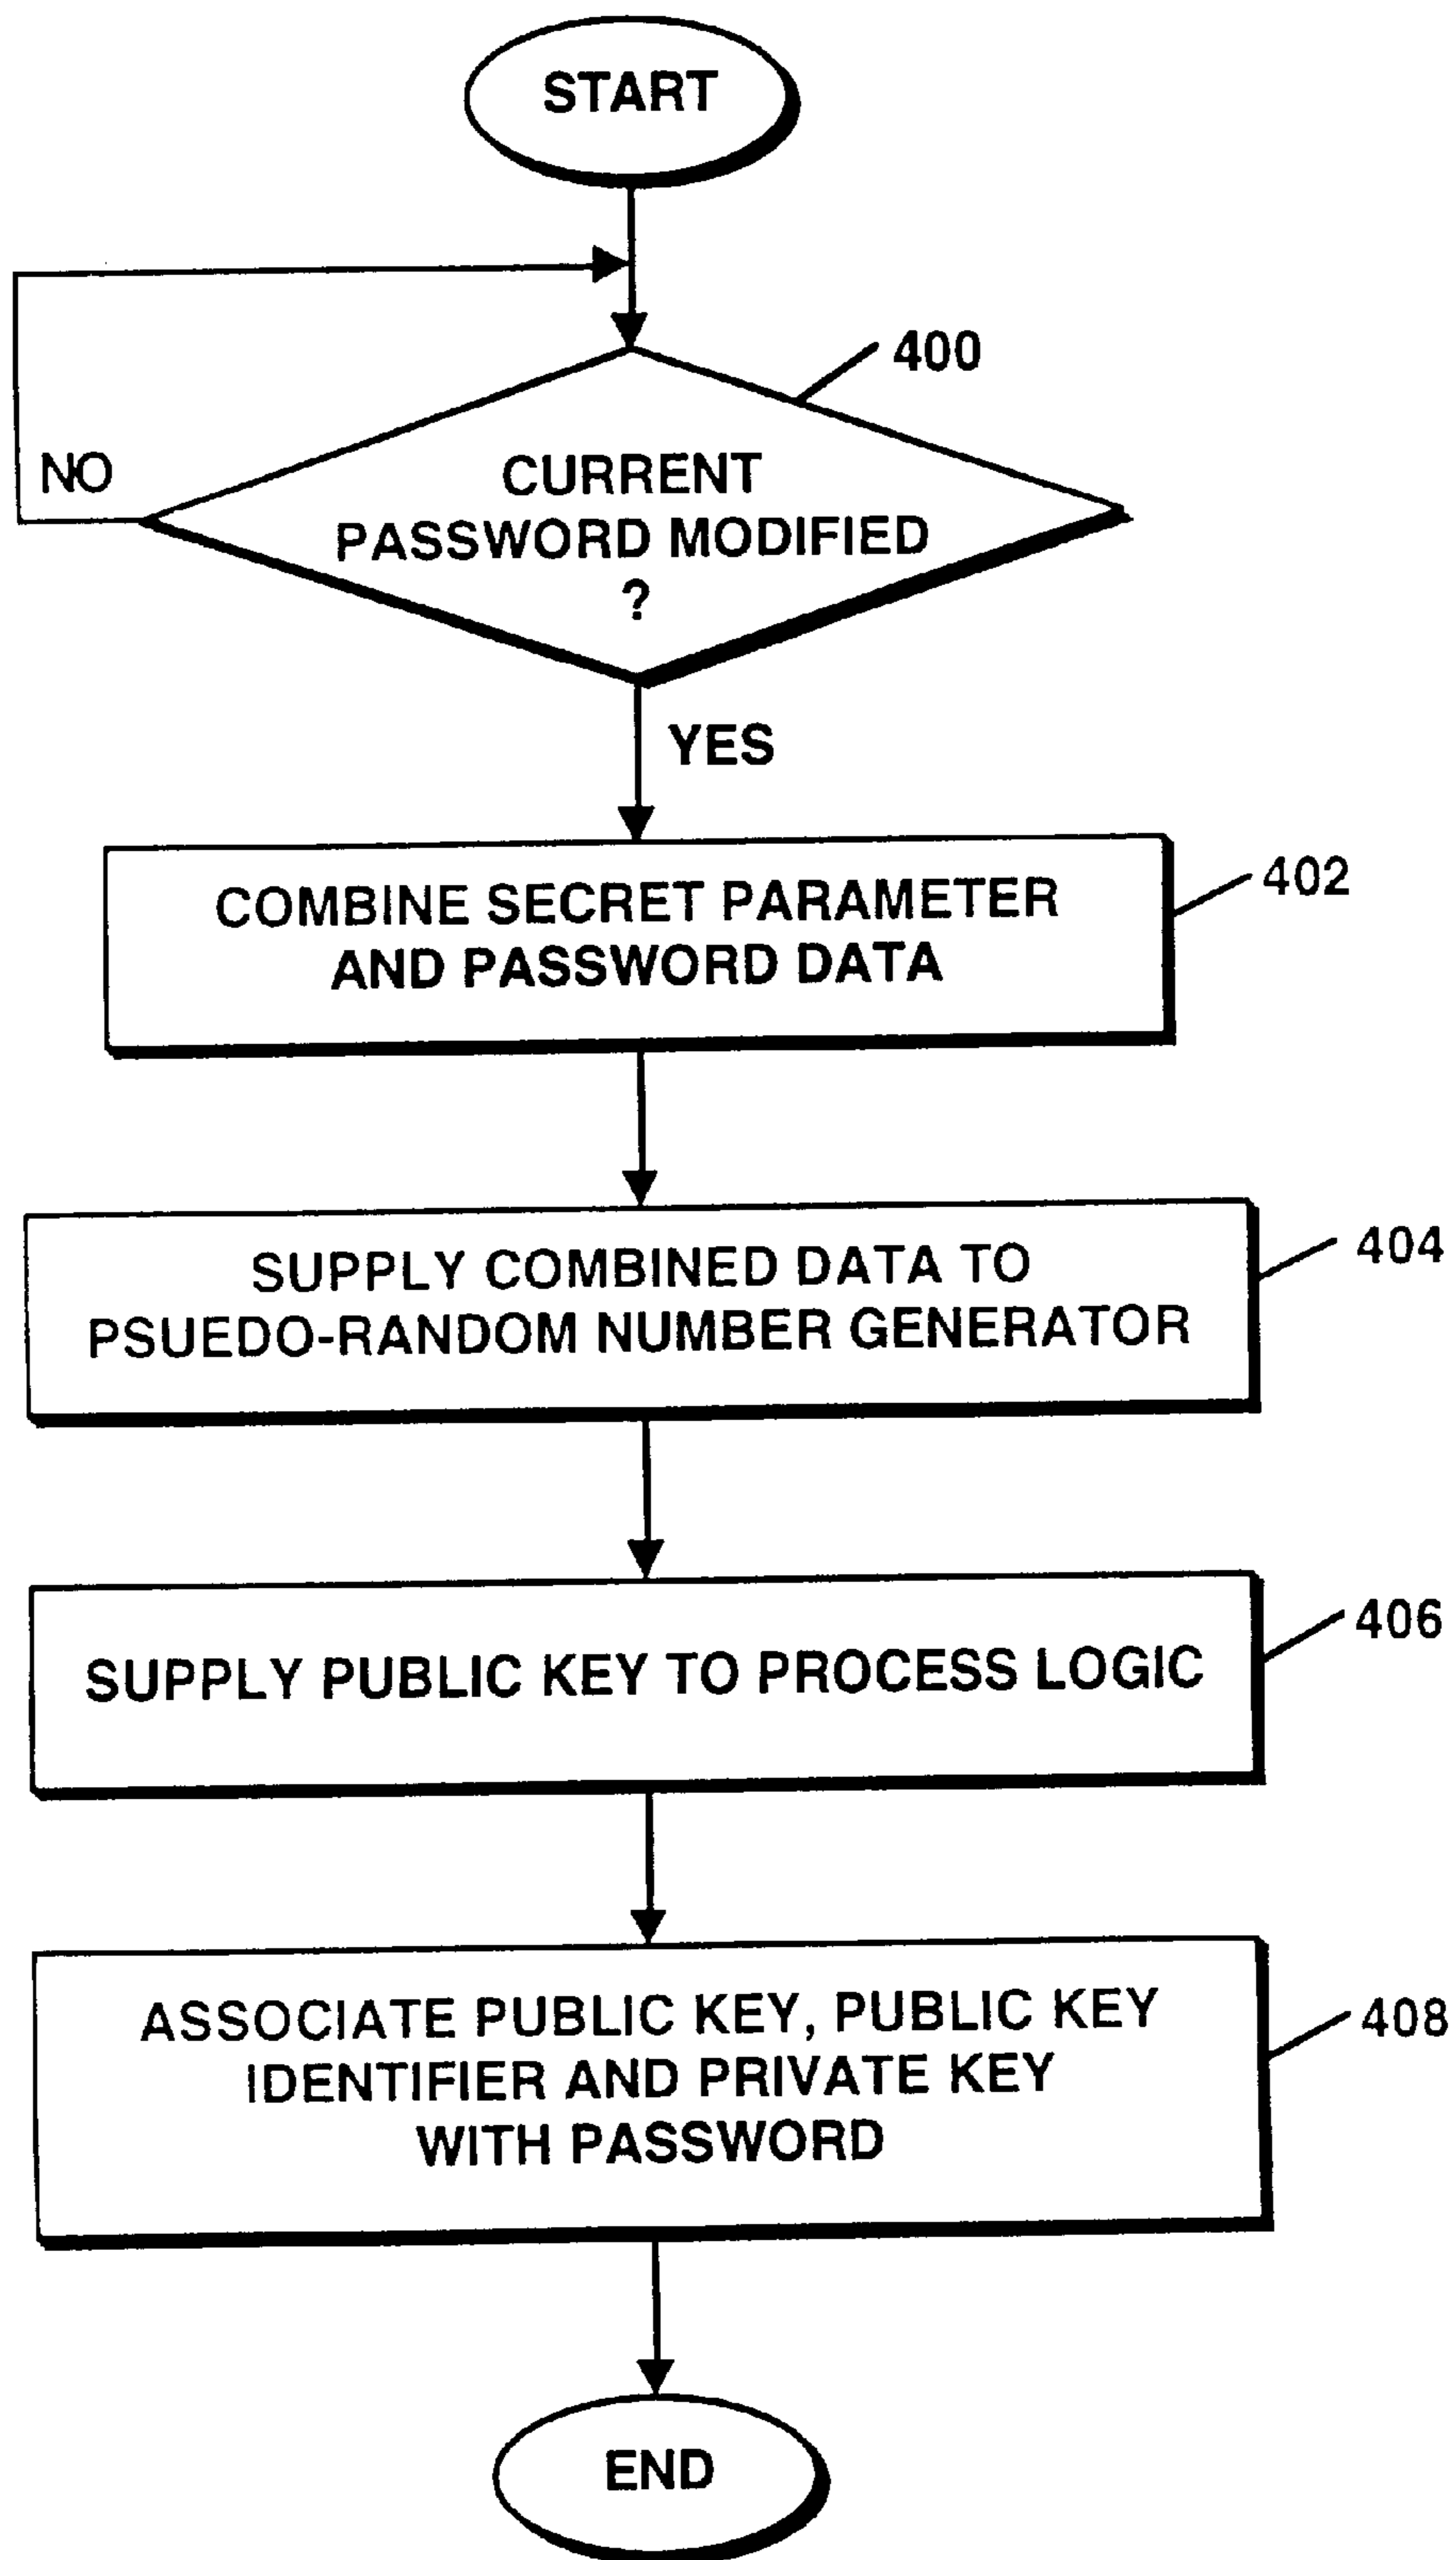 START
400
NO
CURRENT
PASSWORD MODIFIED
?
YES
402
COMBINE SECRET PARAMETER
AND PASSWORD DATA
404
SUPPLY COMBINED DATA TO
PSUEDO-RANDOM NUMBER GENERATOR
406
SUPPLY PUBLIC KEY TO PROCESS LOGIC
408
ASSOCIATE PUBLIC KEY, PUBLIC KEY
IDENTIFIER AND PRIVATE KEY
WITH PASSWORD
END